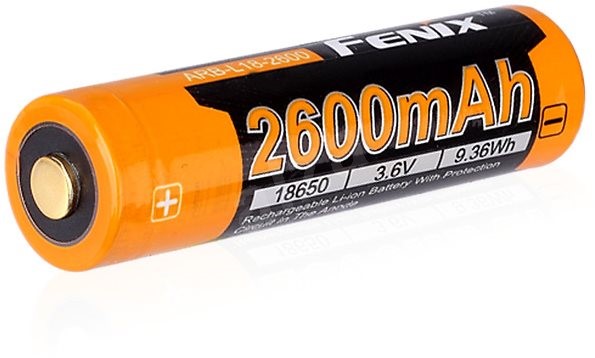 FENIX™
ARB-L18-2600
2600mAh
18650 3.6V 9.36Wh
Rechargeable Li-ion Battery With Protection
Circuit in The Anode
+
−